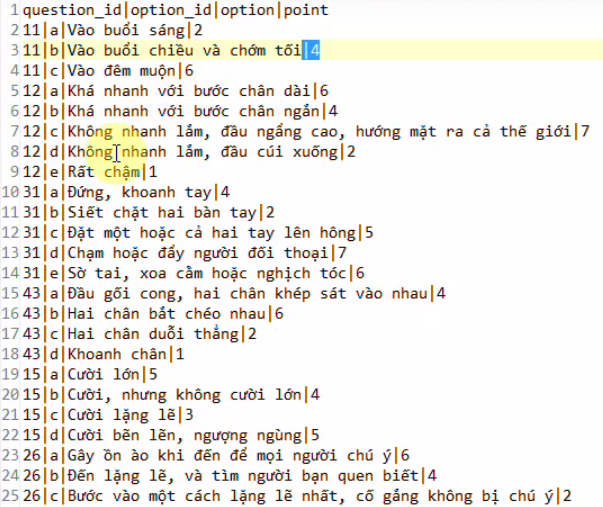 1 question_id|option_id|option|point
2 11|a|Vào buổi sáng|2
3 11|b|Vào buổi chiều và chớm tối|4
4 11|c|Vào đêm muộn|6
5 12|a|Khá nhanh với bước chân dài|6
6 12|b|Khá nhanh với bước chân ngắn|4
7 12|c|Không nhanh lắm, đầu ngẩng cao, hướng mặt ra cả thế giới|7
8 12|d|Không nhanh lắm, đầu cúi xuống|2
9 12|e|Rất chậm|1
10 31|a|Đứng, khoanh tay|4
11 31|b|Siết chặt hai bàn tay|2
12 31|c|Đặt một hoặc cả hai tay lên hông|5
13 31|d|Chạm hoặc đẩy người đối thoại|7
14 31|e|Sờ tai, xoa cằm hoặc nghịch tóc|6
15 43|a|Đầu gối cong, hai chân khép sát vào nhau|4
16 43|b|Hai chân bắt chéo nhau|6
17 43|c|Hai chân duỗi thẳng|2
18 43|d|Khoanh chân|1
19 15|a|Cười lớn|5
20 15|b|Cười, nhưng không cười lớn|4
21 15|c|Cười lặng lẽ|3
22 15|d|Cười bẽn lẽn, ngượng ngùng|5
23 26|a|Gây ồn ào khi đến để mọi người chú ý|6
24 26|b|Đến lặng lẽ, và tìm người bạn quen biết|4
25 26|c|Bước vào một cách lặng lẽ nhất, cố gắng không bị chú ý|2